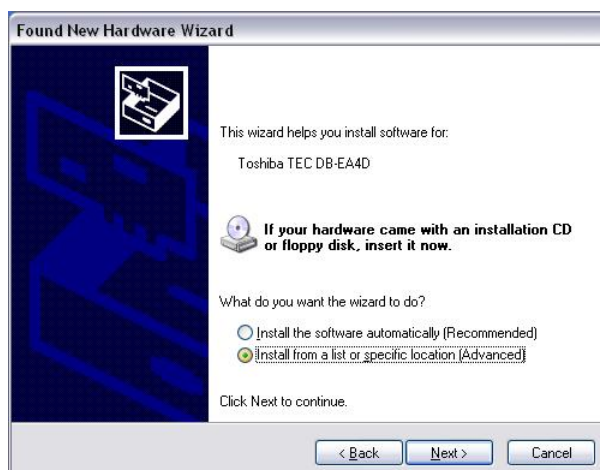 Found New Hardware Wizard
This wizard helps you install software for:
Toshiba TEC DB-EA4D
If your hardware came with an installation CD
or floppy disk, insert it now.
What do you want the wizard to do?
Install the software automatically (Recommended)
Install from a list or specific location (Advanced)
Click Next to continue.
< Back
Next >
Cancel